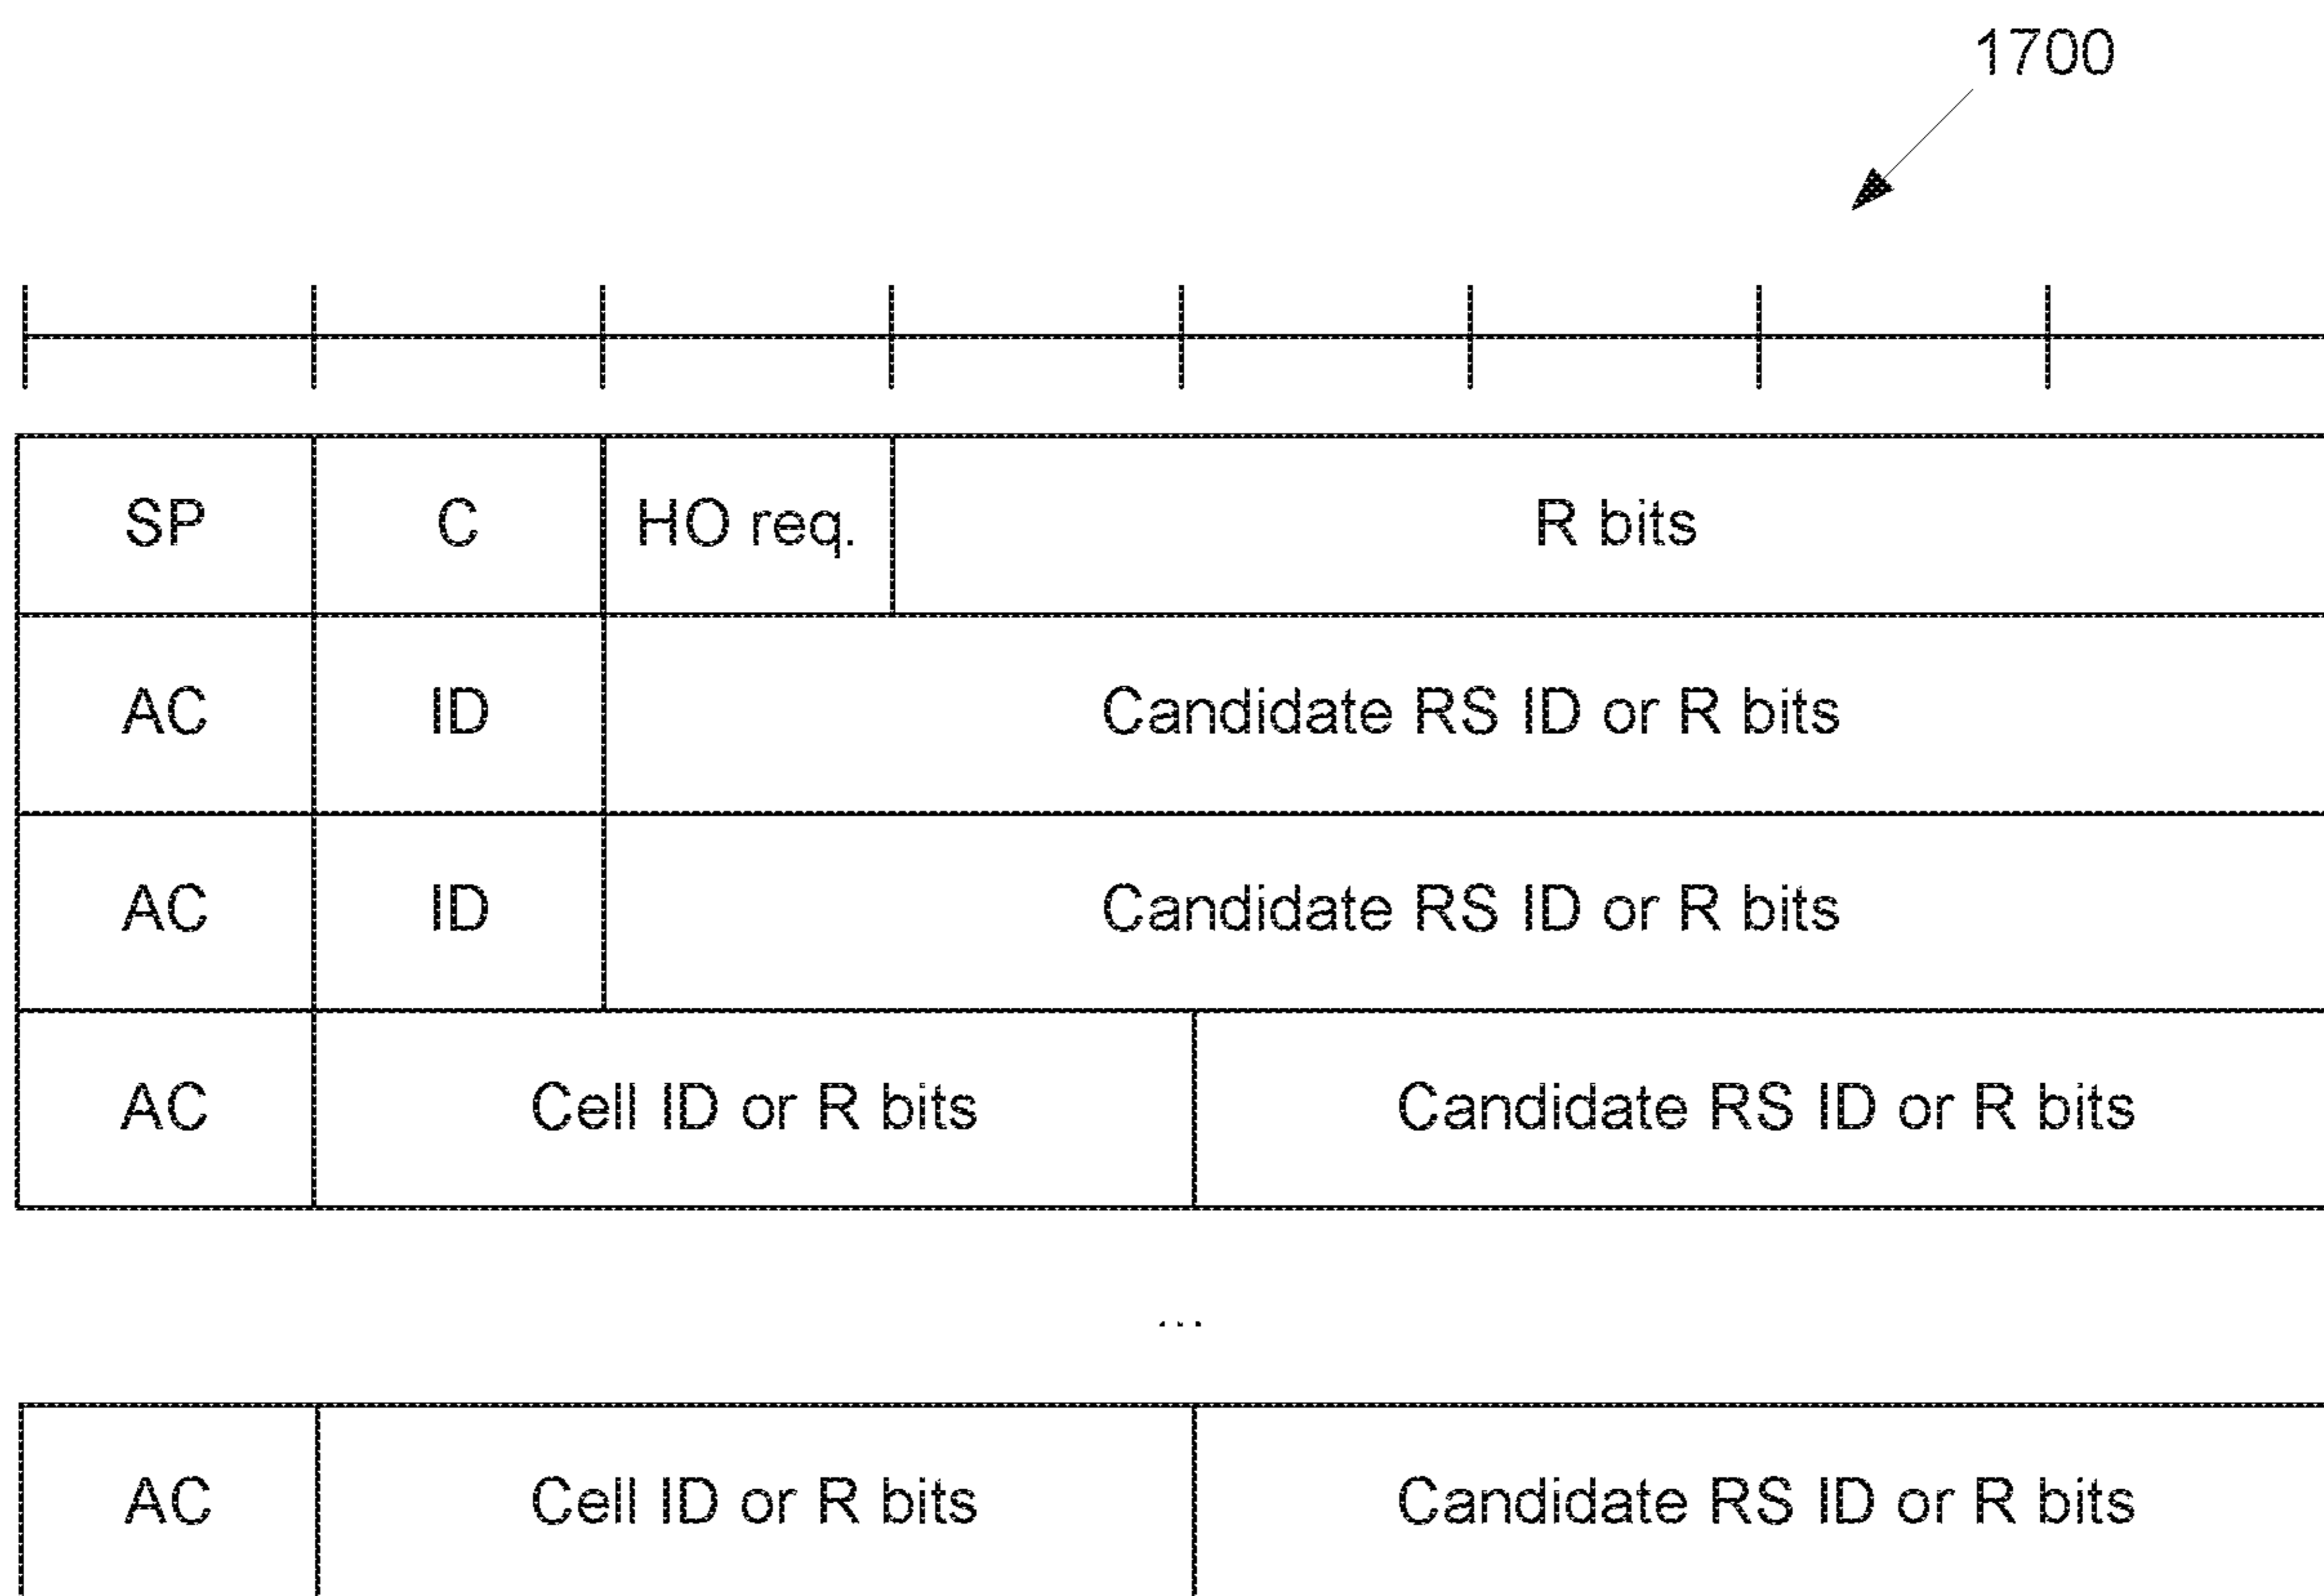 1700
SP C HO req. R bits
AC ID Candidate RS ID or R bits
AC ID Candidate RS ID or R bits
AC Cell ID or R bits Candidate RS ID or R bits
...
AC Cell ID or R bits Candidate RS ID or R bits